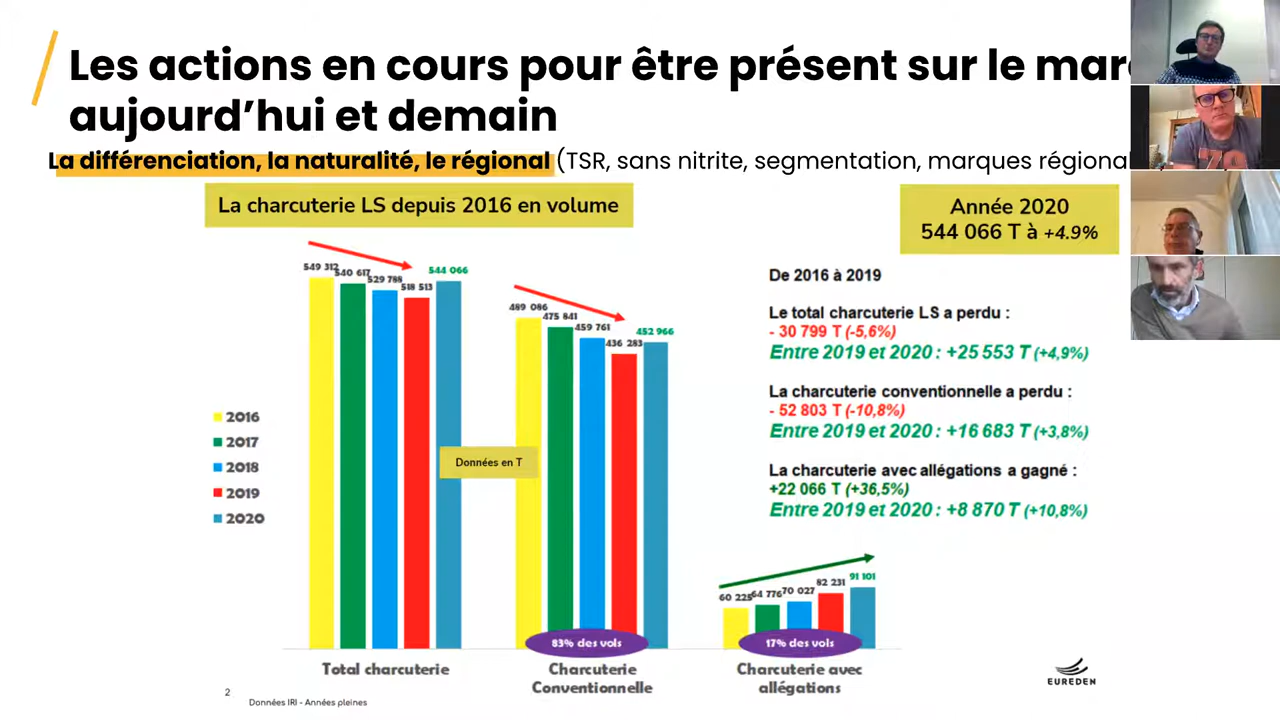 Les actions en cours pour être présent sur le
aujourd'hui et demain
La différenciation, la naturalité, le régional (TSR, sans nitrite, segmentation, marques
La charcuterie LS depuis 2016 en volume
Année 2020
544 066 T à +4.9%
549 312
540 617
529 788
518 513
544 066
489 086
475 841
459 761
436 283
452 966
De 2016 à 2019
Le total charcuterie LS a perdu :
- 30 799 T (-5,6%)
Entre 2019 et 2020 : +25 553 T (+4,9%)
La charcuterie conventionnelle a perdu :
- 52 803 T (-10,8%)
Entre 2019 et 2020 : +16 683 T (+3,8%)
La charcuterie avec allégations a gagné :
+22 066 T (+36,5%)
Entre 2019 et 2020 : +8 870 T (+10,8%)
2016
2017
2018
2019
2020
Données en T
60 225
64 776
70 027
82 231
91 101
83% des vols
17% des vols
Total charcuterie
Charcuterie
Conventionnelle
Charcuterie avec
allégations
EUREDEN
2
Données IRI - Années pleines